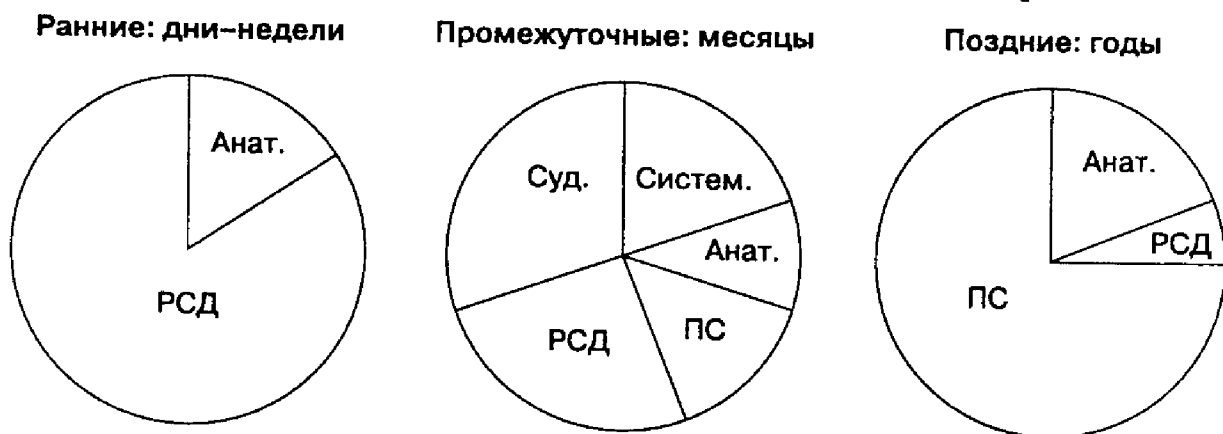 Ранние: дни–недели
Промежуточные: месяцы
Поздние: годы
Анат.
РСД
Суд.
Систем.
Анат.
ПС
РСД
Анат.
РСД
ПС